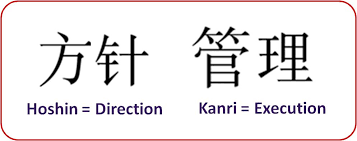 方针 管理
Hoshin = Direction Kanri = Execution